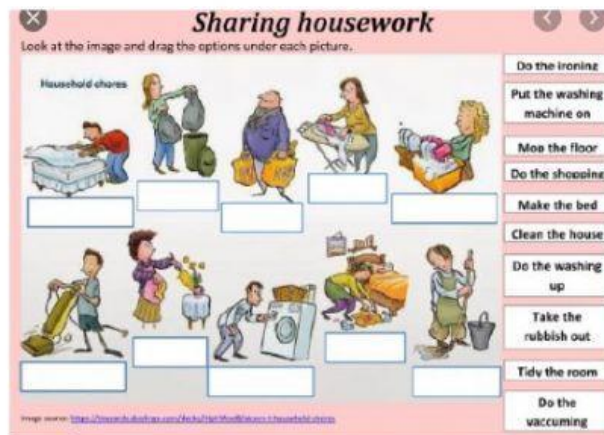 Sharing housework
Look at the image and drag the options under each picture.
Household chores
Do the ironing
Put the washing
machine on
Mop the floor
Do the shopping
Make the bed
Clean the house
Do the washing
up
Take the
rubbish out
Tidy the room
Do the
vaccuming
Image source: